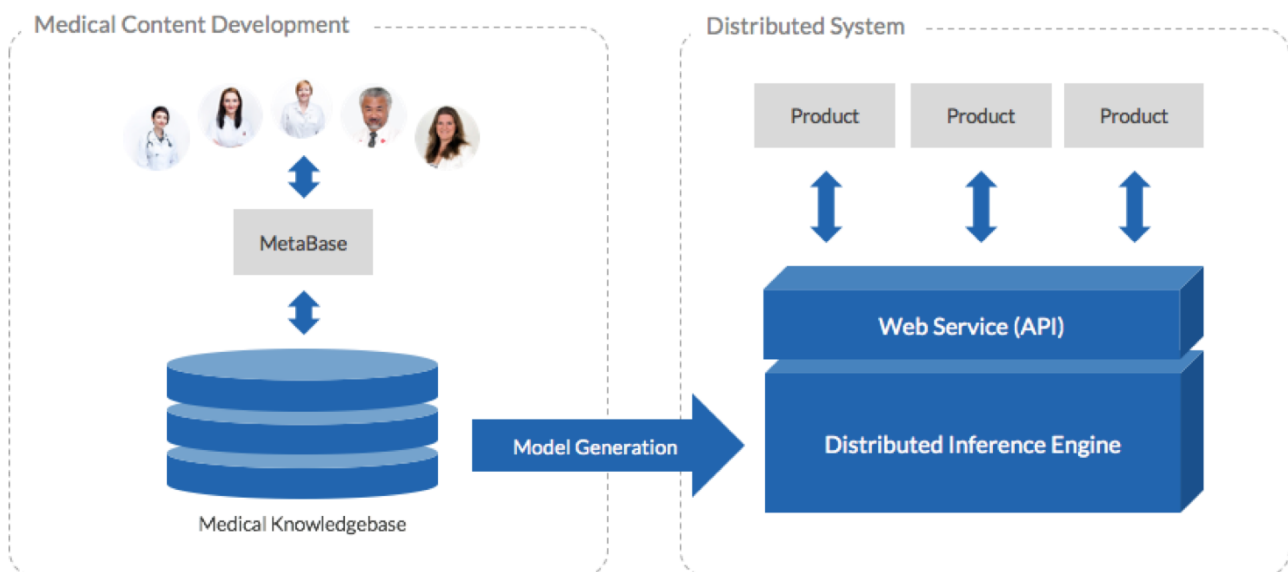 Medical Content Development
MetaBase
Medical Knowledgebase
Model Generation
Distributed System
Product
Product
Product
Web Service (API)
Distributed Inference Engine